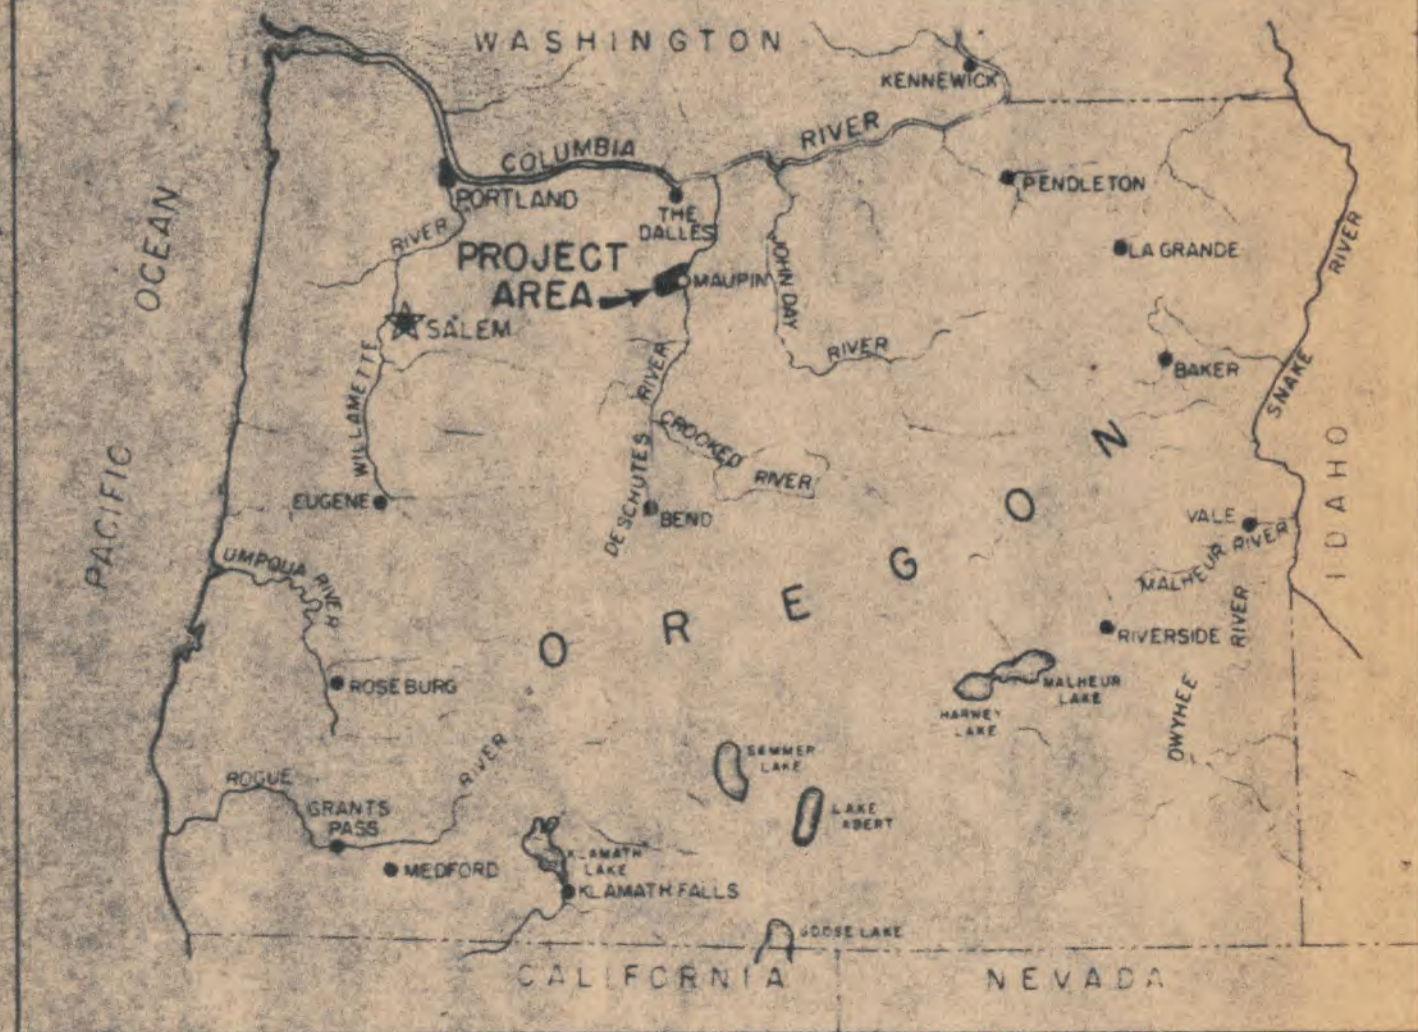 WASHINGTON
KENNEWICK
COLUMBIA
RIVER
PORTLAND
THE
DALLES
PENDLETON
LA GRANDE
RIVER
PROJECT
AREA
MAUPIN
JOHN DAY
RIVER
SALEM
WILLAMETTE
RIVER
DESCHUTES
CROOKED
RIVER
BAKER
SNAKE
RIVER
IDAHO
PACIFIC
OCEAN
EUGENE
BEND
VALE
MALHEUR RIVER
UMPQUA RIVER
OREGON
RIVERSIDE
OWYHEE
RIVER
ROSEBURG
MALHEUR
LAKE
HARNEY
LAKE
SUMMER
LAKE
LAKE
ABERT
ROGUE
RIVER
GRANTS
PASS
MEDFORD
KLAMATH
LAKE
KLAMATH FALLS
GOOSE LAKE
CALIFORNIA
NEVADA